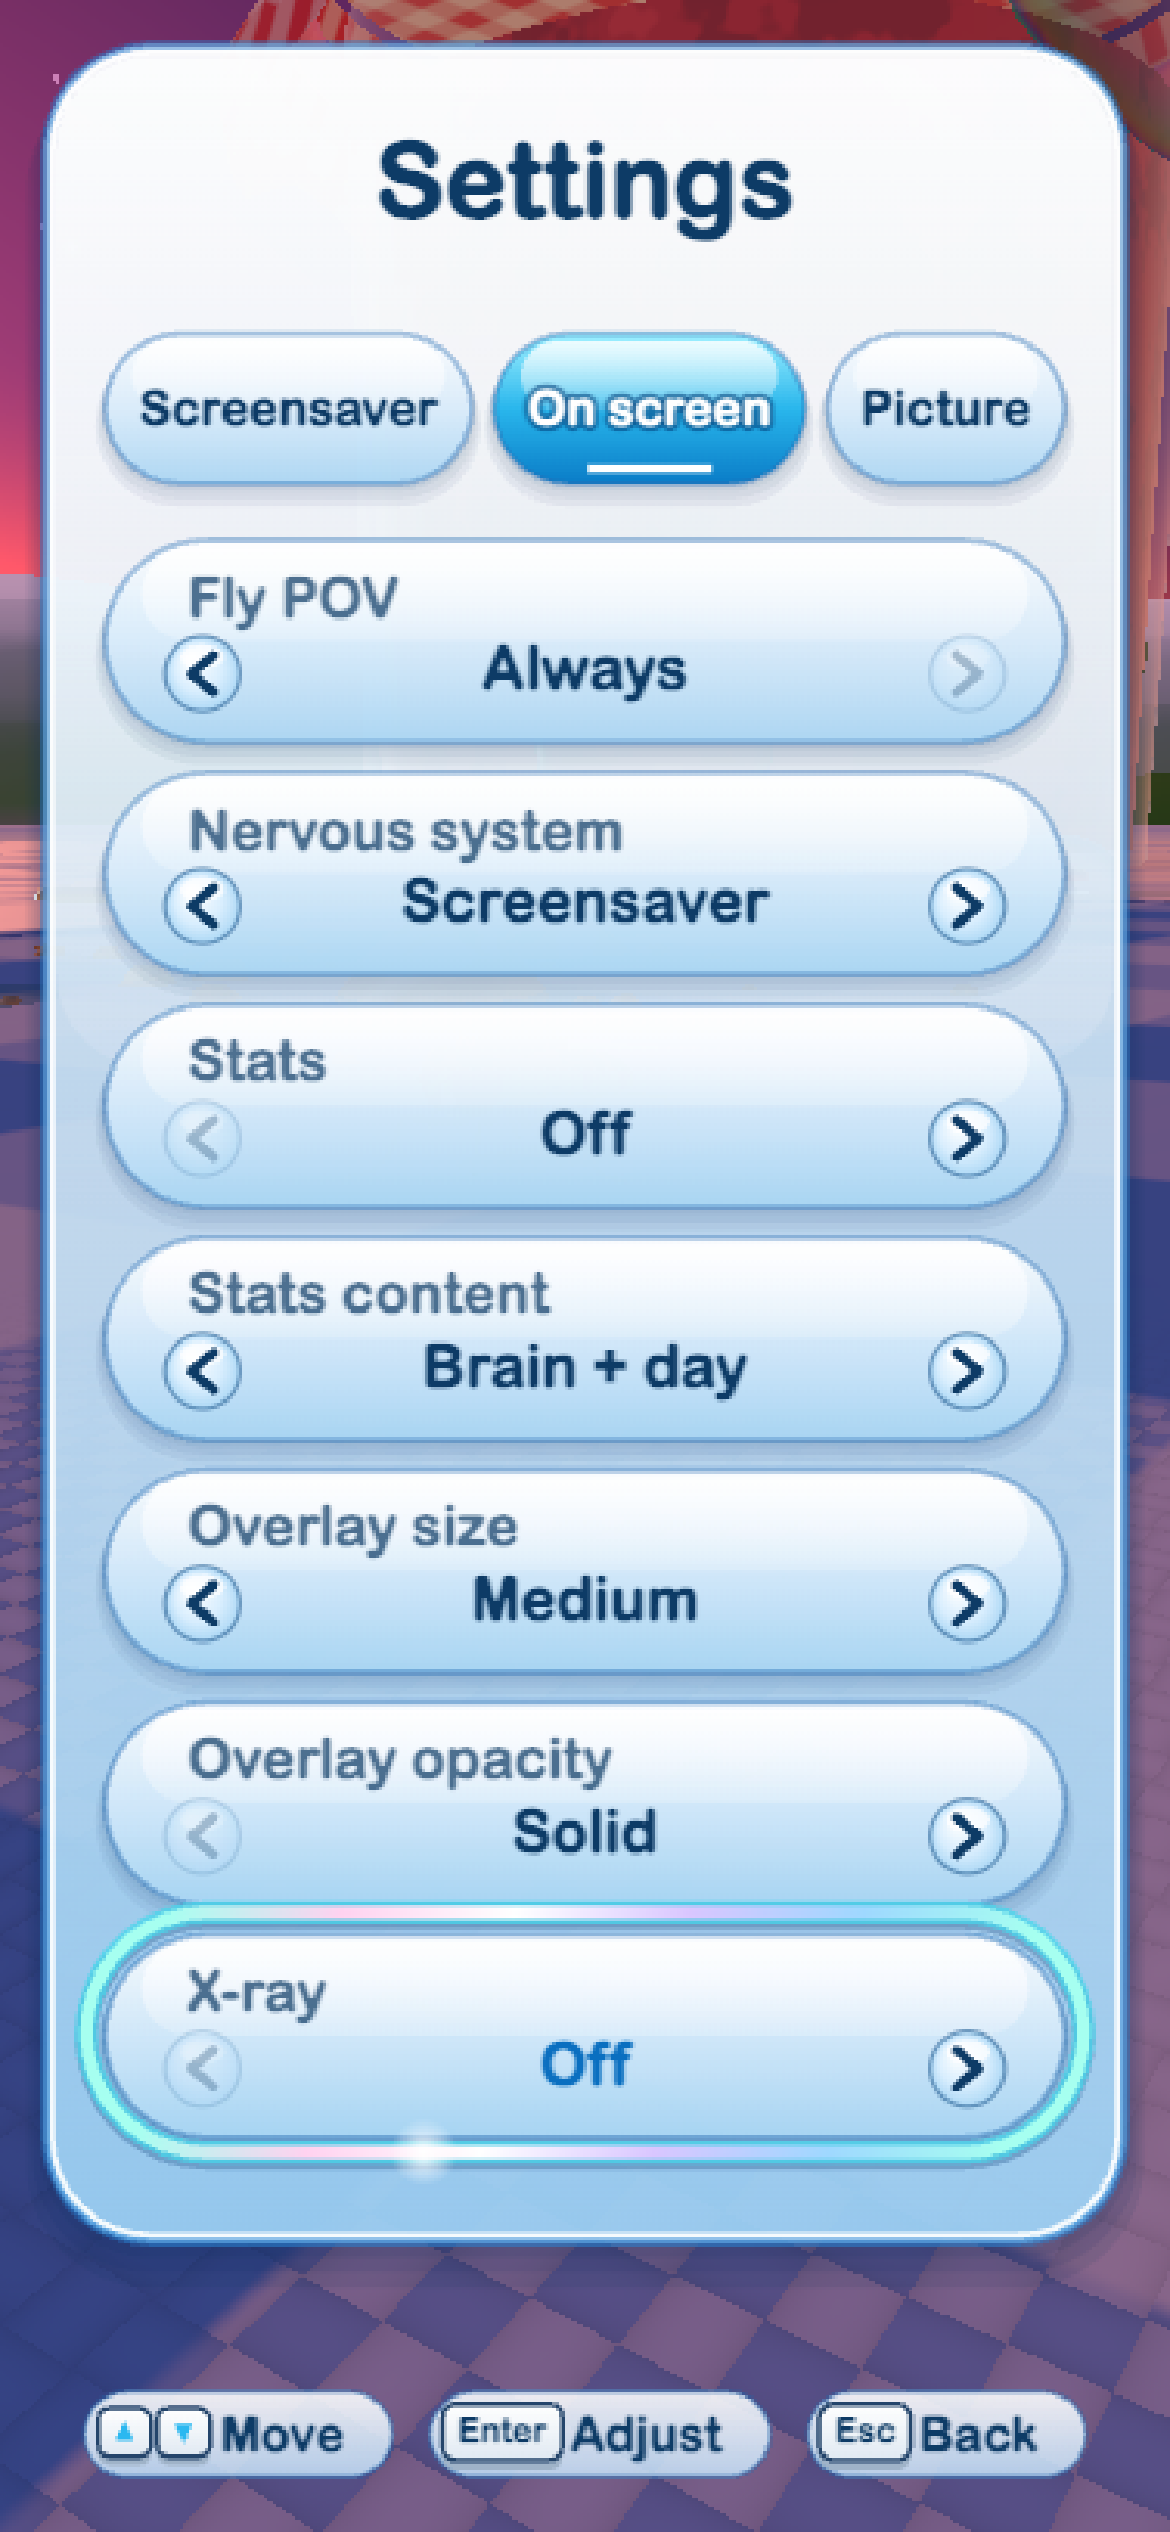 Settings
Screensaver On screen Picture
Fly POV
< Always >
Nervous system
< Screensaver >
Stats
< Off >
Stats content
< Brain + day >
Overlay size
< Medium >
Overlay opacity
< Solid >
X-ray
< Off >
▲ ▼ Move Enter Adjust Esc Back